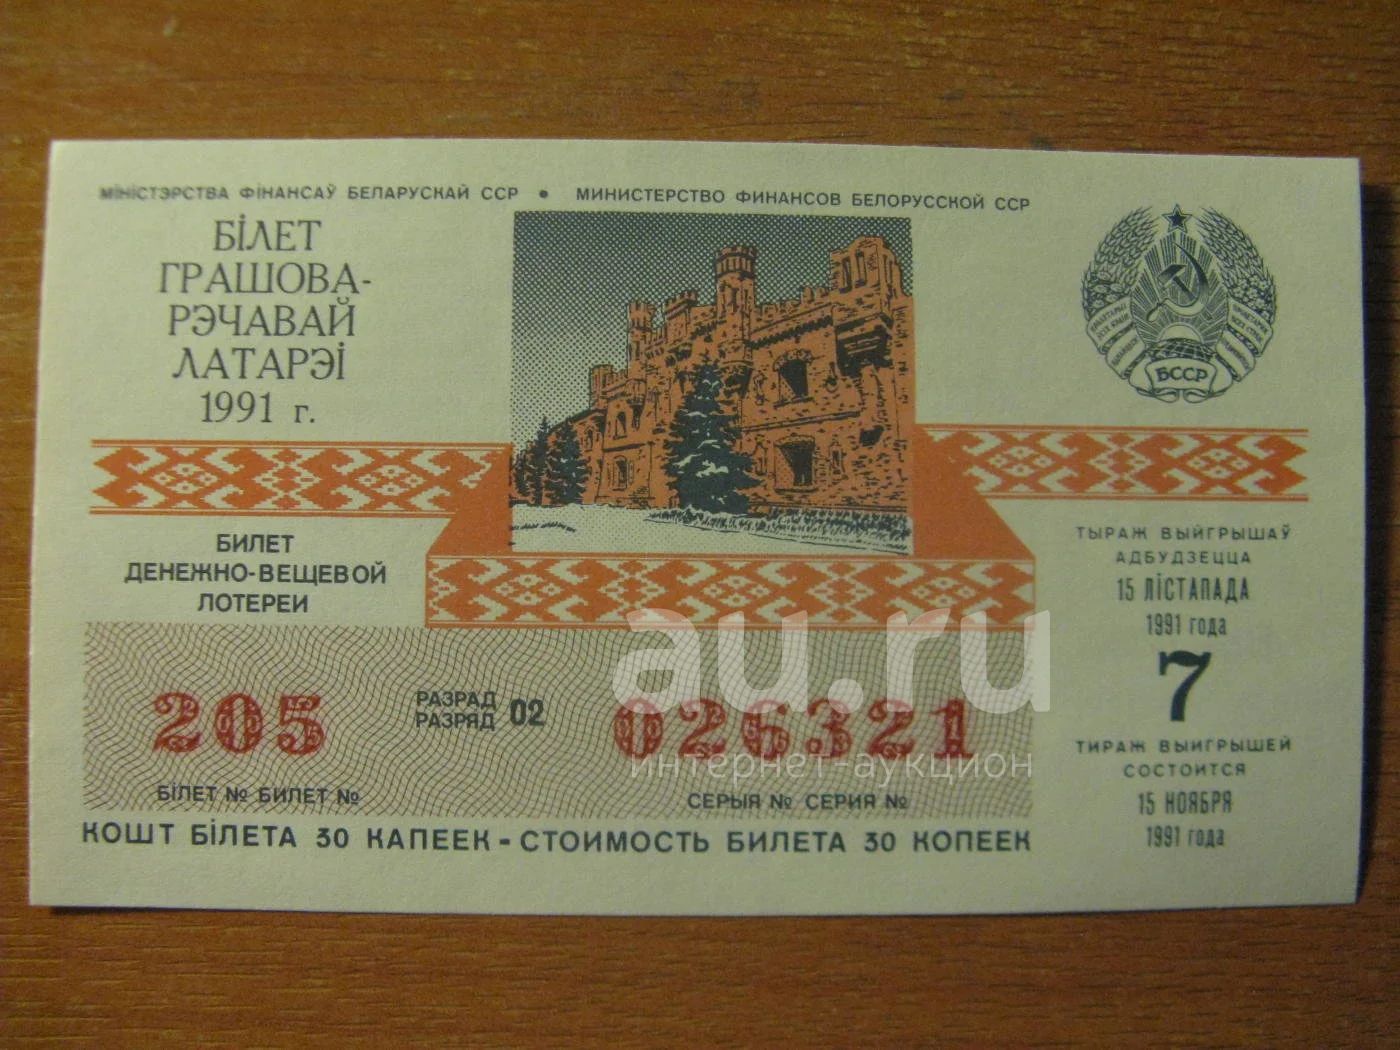 МІНІСТЭРСТВА ФІНАНСАЎ БЕЛАРУСКАЙ ССР • МИНИСТЕРСТВО ФИНАНСОВ БЕЛОРУССКОЙ ССР
БІЛЕТ
ГРАШОВА-
РЭЧАВАЙ
ЛАТАРЭІ
1991 г.
БССР
БИЛЕТ
ДЕНЕЖНО-ВЕЩЕВОЙ
ЛОТЕРЕИ
ТЫРАЖ ВЫЙГРЫШАЎ
АДБУДЗЕЦЦА
15 ЛІСТАПАДА
1991 года
7
ТИРАЖ ВЫИГРЫШЕЙ
СОСТОИТСЯ
15 НОЯБРЯ
1991 года
205
РАЗРАД
РАЗРЯД 02
026321
БІЛЕТ № БИЛЕТ №
СЕРЫЯ № СЕРИЯ №
КОШТ БІЛЕТА 30 КАПЕЕК - СТОИМОСТЬ БИЛЕТА 30 КОПЕЕК
au.ru
интернет-аукцион